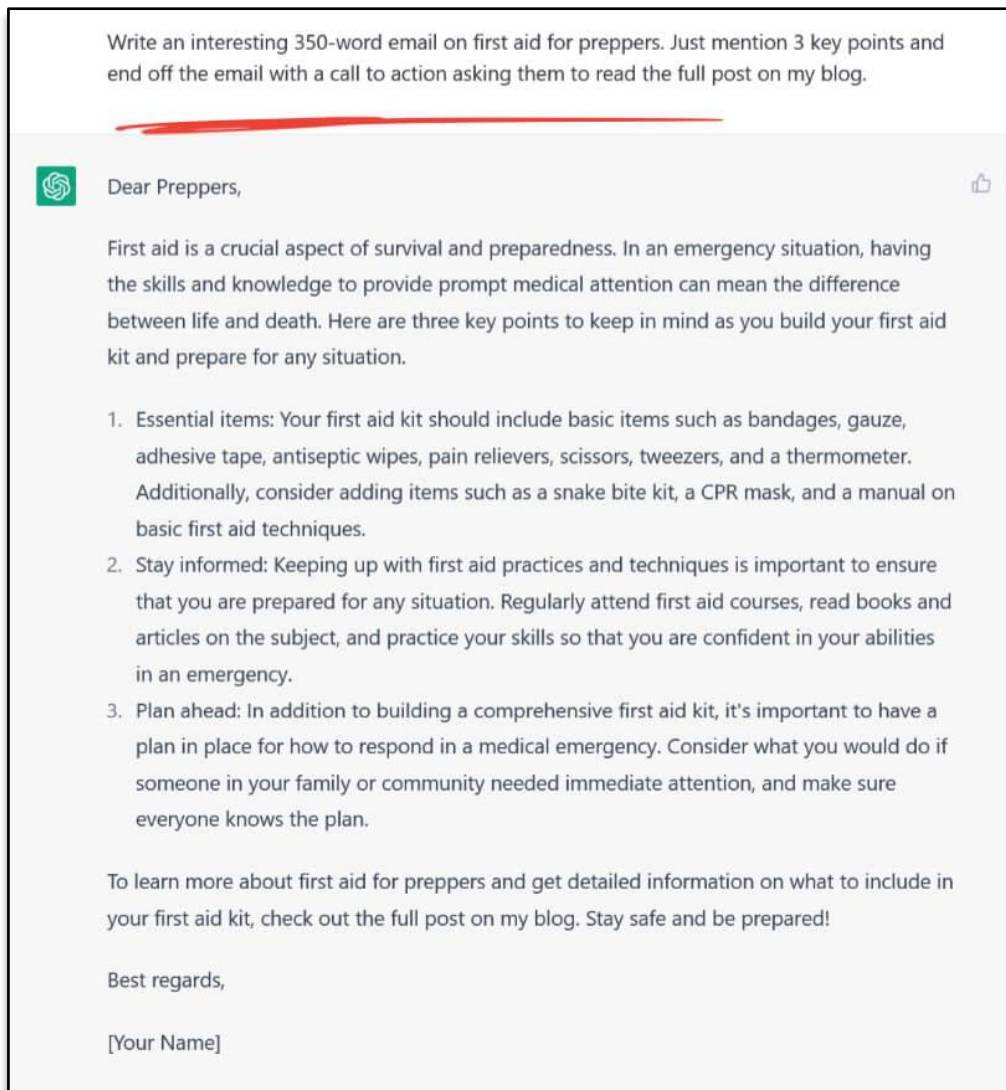 Write an interesting 350-word email on first aid for preppers. Just mention 3 key points and
end off the email with a call to action asking them to read the full post on my blog.
Dear Preppers,
First aid is a crucial aspect of survival and preparedness. In an emergency situation, having
the skills and knowledge to provide prompt medical attention can mean the difference
between life and death. Here are three key points to keep in mind as you build your first aid
kit and prepare for any situation.
1. Essential items: Your first aid kit should include basic items such as bandages, gauze,
adhesive tape, antiseptic wipes, pain relievers, scissors, tweezers, and a thermometer.
Additionally, consider adding items such as a snake bite kit, a CPR mask, and a manual on
basic first aid techniques.
2. Stay informed: Keeping up with first aid practices and techniques is important to ensure
that you are prepared for any situation. Regularly attend first aid courses, read books and
articles on the subject, and practice your skills so that you are confident in your abilities
in an emergency.
3. Plan ahead: In addition to building a comprehensive first aid kit, it's important to have a
plan in place for how to respond in a medical emergency. Consider what you would do if
someone in your family or community needed immediate attention, and make sure
everyone knows the plan.
To learn more about first aid for preppers and get detailed information on what to include in
your first aid kit, check out the full post on my blog. Stay safe and be prepared!
Best regards,
[Your Name]